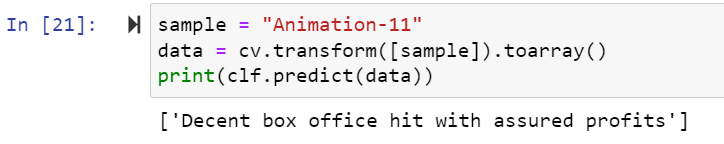 In [21]:
sample = "Animation-11"
data = cv.transform([sample]).toarray()
print(clf.predict(data))
['Decent box office hit with assured profits']